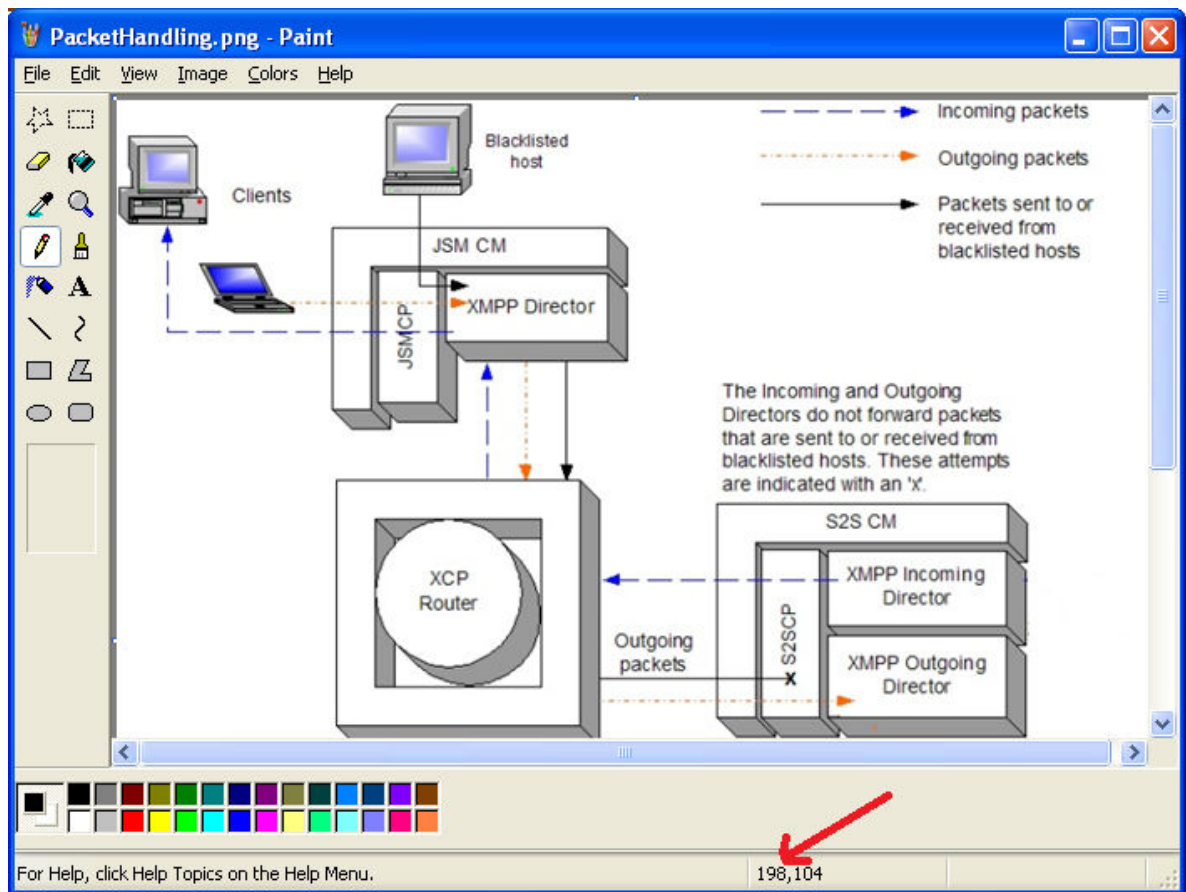 PacketHandling.png - Paint
File Edit View Image Colors Help
Incoming packets
Blacklisted
host
Outgoing packets
Clients
Packets sent to or
received from
blacklisted hosts
JSM CM
XMPP Director
JSMCP
The Incoming and Outgoing
Directors do not forward packets
that are sent to or received from
blacklisted hosts. These attempts
are indicated with an 'x'.
S2S CM
XCP
Router
XMPP Incoming
Director
S2SCP
Outgoing
packets
XMPP Outgoing
Director
x
A
For Help, click Help Topics on the Help Menu.
198,104